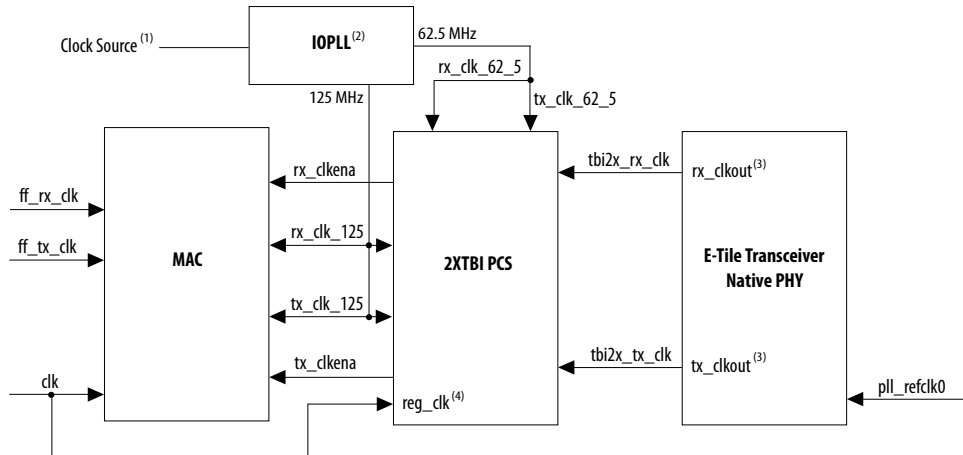 Clock Source (1)
IOPLL (2)
62.5 MHz
125 MHz
rx_clk_62_5
tx_clk_62_5
ff_rx_clk
ff_tx_clk
clk
MAC
rx_clkena
rx_clk_125
tx_clk_125
tx_clkena
2XTBI PCS
reg_clk (4)
tbi2x_rx_clk
tbi2x_tx_clk
rx_clkout (3)
E-Tile Transceiver
Native PHY
tx_clkout (3)
pll_refclk0